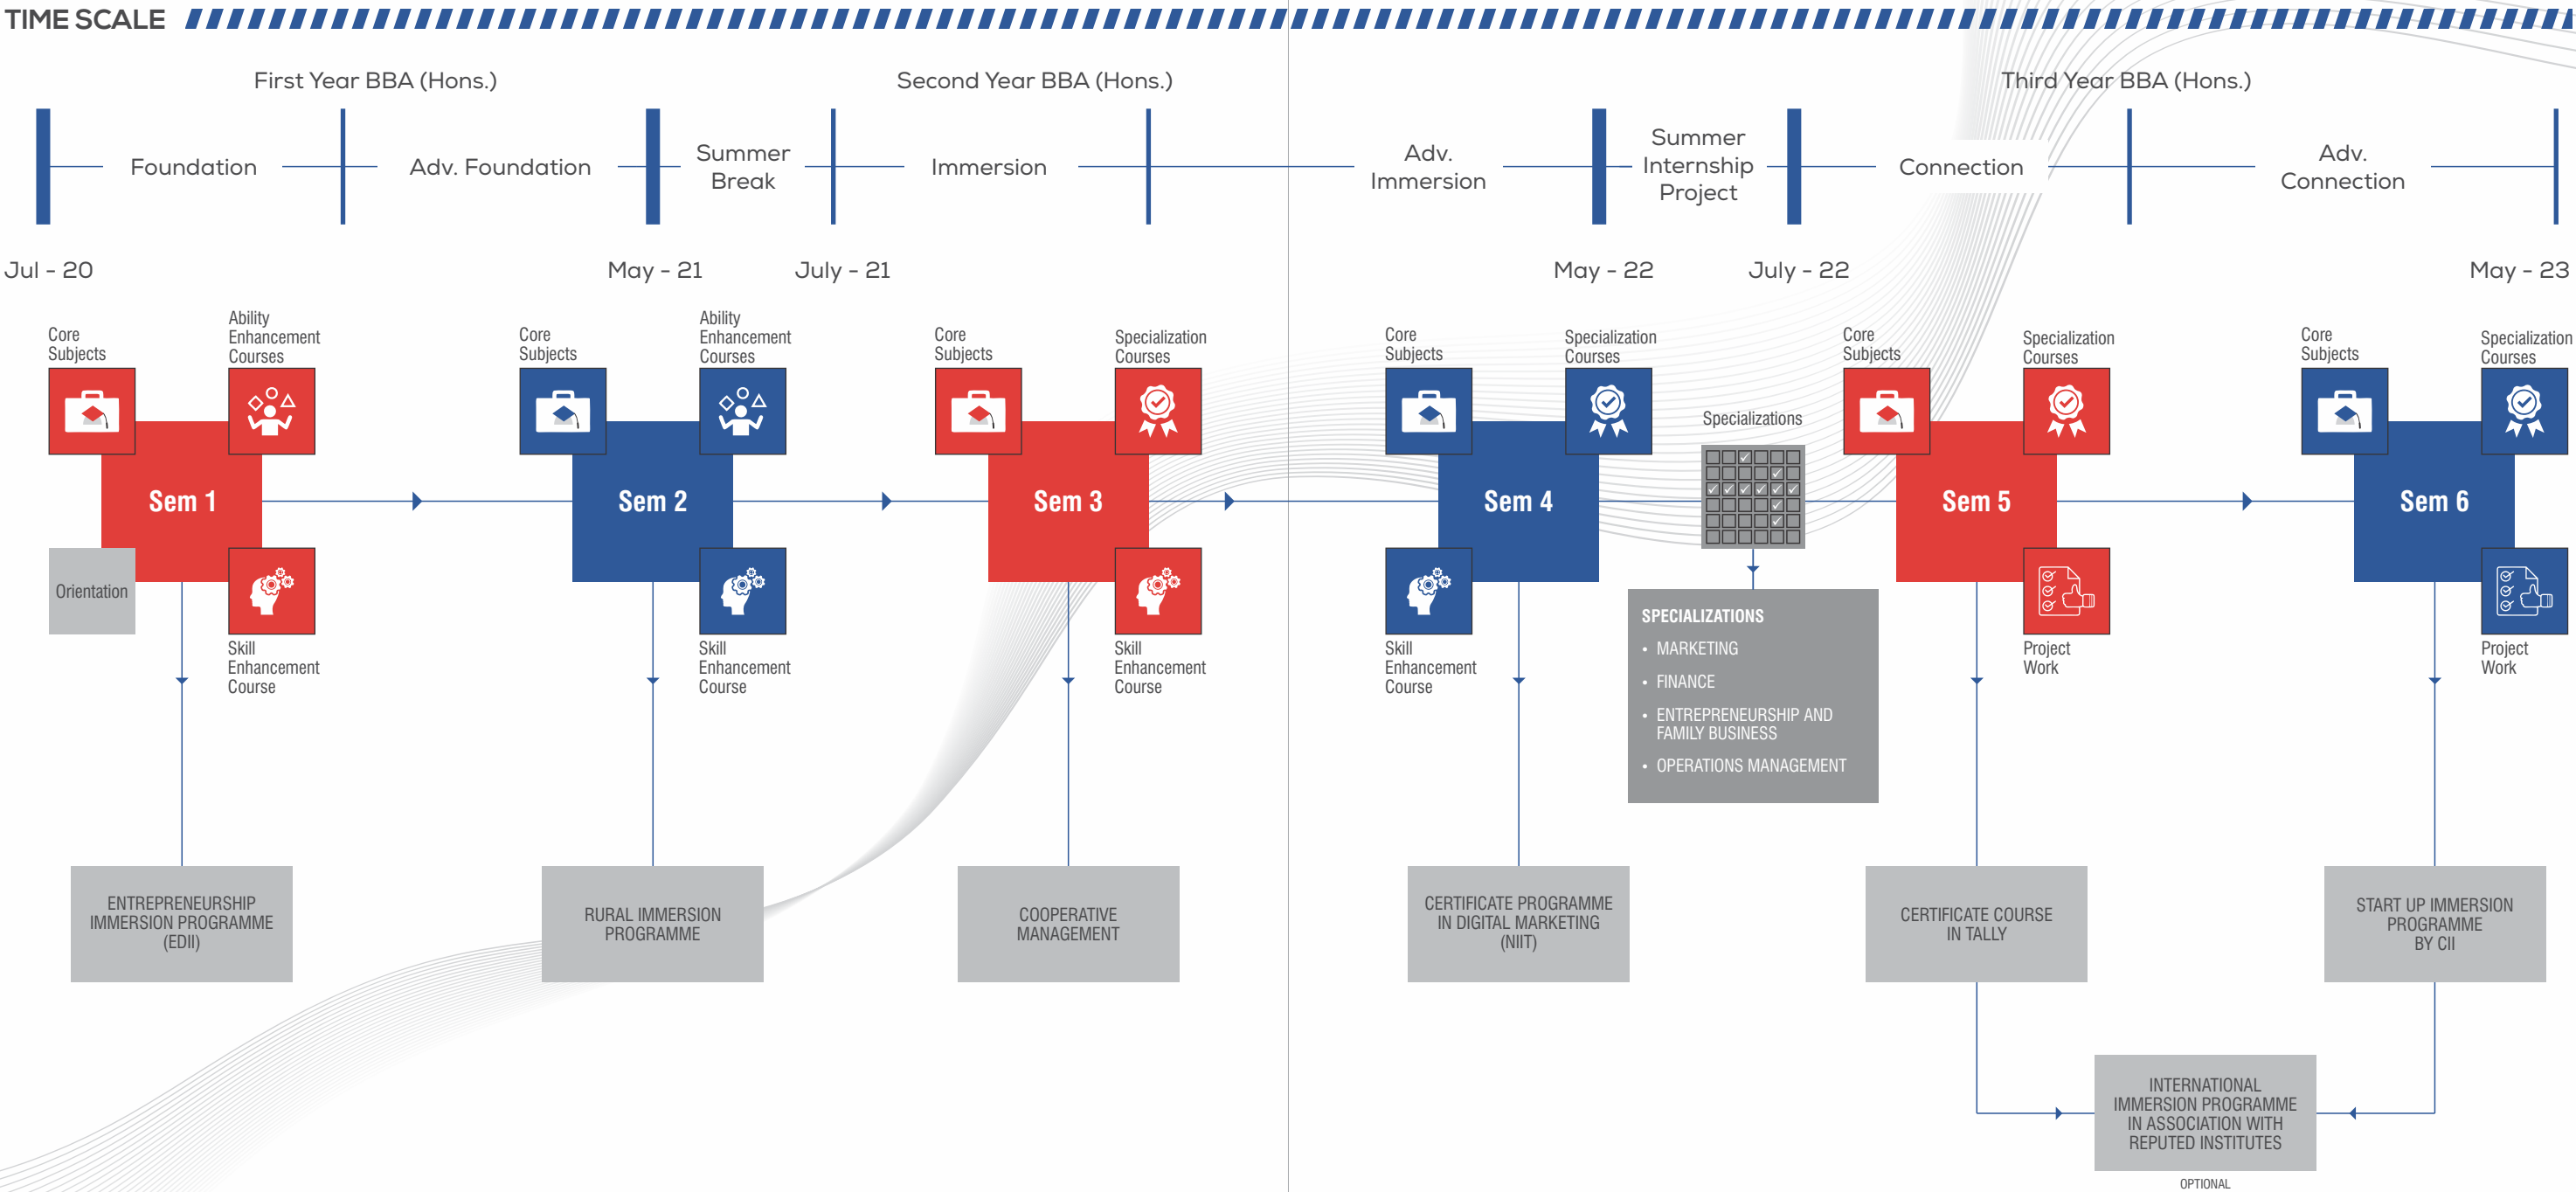 TIME SCALE
First Year BBA (Hons.)
Second Year BBA (Hons.)
Third Year BBA (Hons.)
Foundation
Adv. Foundation
Summer
Break
Immersion
Adv.
Immersion
Summer
Internship
Project
Connection
Adv.
Connection
Jul - 20
May - 21
July - 21
May - 22
July - 22
May - 23
Core
Subjects
Ability
Enhancement
Courses
Sem 1
Orientation
Skill
Enhancement
Course
Core
Subjects
Ability
Enhancement
Courses
Sem 2
Skill
Enhancement
Course
Core
Subjects
Specialization
Courses
Sem 3
Skill
Enhancement
Course
Core
Subjects
Specialization
Courses
Sem 4
Skill
Enhancement
Course
Specializations
SPECIALIZATIONS
• MARKETING
• FINANCE
• ENTREPRENEURSHIP AND
FAMILY BUSINESS
• OPERATIONS MANAGEMENT
Core
Subjects
Specialization
Courses
Sem 5
Project
Work
Core
Subjects
Specialization
Courses
Sem 6
Project
Work
ENTREPRENEURSHIP
IMMERSION PROGRAMME
(EDII)
RURAL IMMERSION
PROGRAMME
COOPERATIVE
MANAGEMENT
CERTIFICATE PROGRAMME
IN DIGITAL MARKETING
(NIIT)
CERTIFICATE COURSE
IN TALLY
START UP IMMERSION
PROGRAMME
BY CII
INTERNATIONAL
IMMERSION PROGRAMME
IN ASSOCIATION WITH
REPUTED INSTITUTES
OPTIONAL